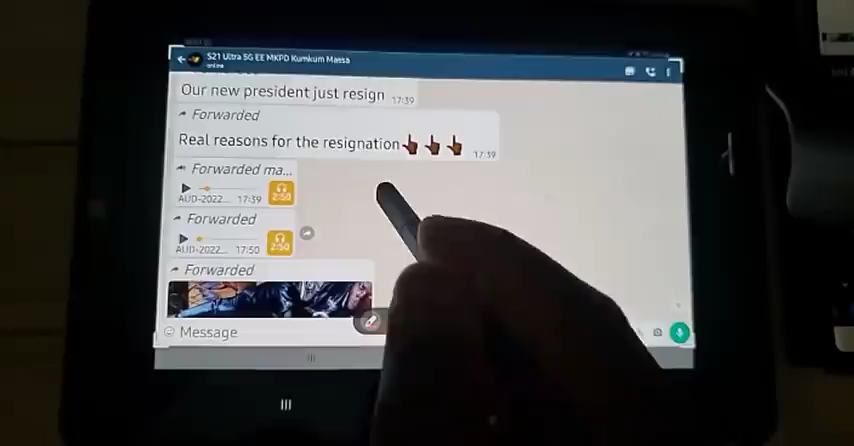 S21 Ultra 5G EE MKPD Kumkum Massa
online
Our new president just resign 17:39
Forwarded
Real reasons for the resignation👆🏿👆🏿👆🏿 17:39
Forwarded ma...
2:50
AUD-2022... 17:39
Forwarded
2:50
AUD-2022... 17:50
Forwarded
Message